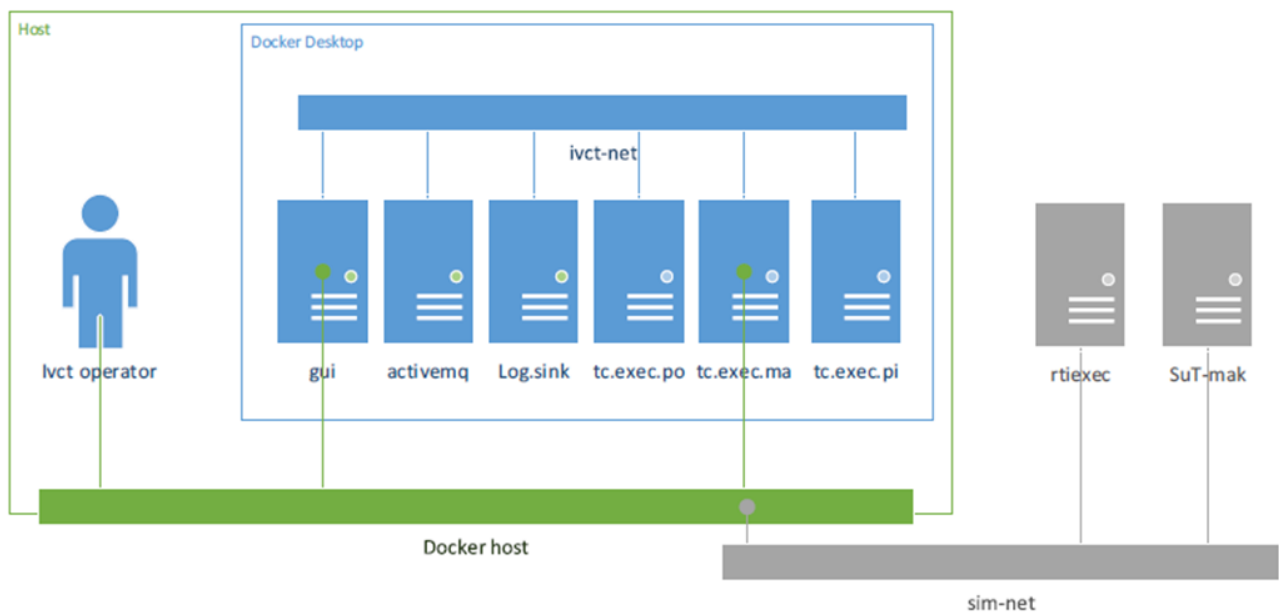 Host
Docker Desktop
ivct-net
Ivct operator
gui
activemq
Log.sink
tc.exec.po
tc.exec.ma
tc.exec.pi
rtiexec
SuT-mak
Docker host
sim-net